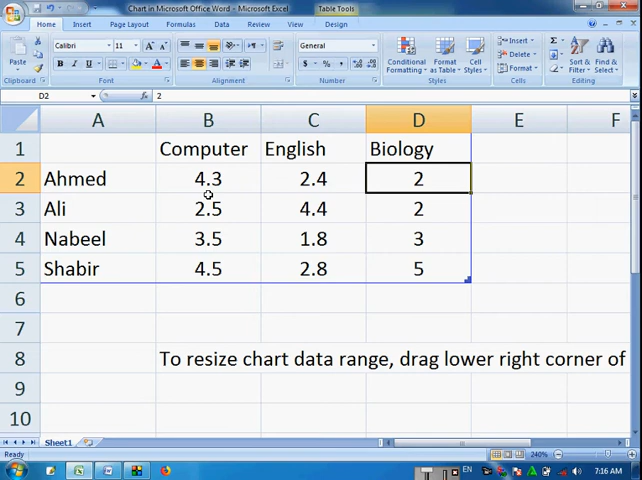 Chart in Microsoft Office Word - Microsoft Excel
Table Tools
Home Insert Page Layout Formulas Data Review View Design
Calibri 11
General
Paste
Conditional Formatting
Format as Table
Cell Styles
Insert
Delete
Format
Sort & Filter
Find & Select
Clipboard Font Alignment Number Styles Cells Editing
D2 2
A B C D E F
1 Computer English Biology
2 Ahmed 4.3 2.4 2
3 Ali 2.5 4.4 2
4 Nabeel 3.5 1.8 3
5 Shabir 4.5 2.8 5
6
7
8 To resize chart data range, drag lower right corner of
9
10
Sheet1
Ready 240%
EN 7:16 AM